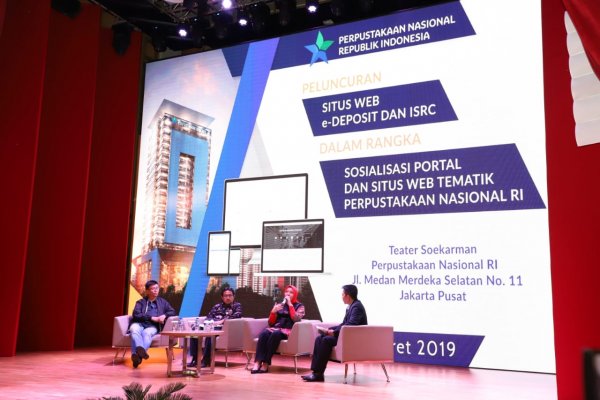 PERPUSTAKAAN NASIONAL
REPUBLIK INDONESIA
PELUNCURAN
SITUS WEB
e-DEPOSIT DAN ISRC
DALAM RANGKA
SOSIALISASI PORTAL
DAN SITUS WEB TEMATIK
PERPUSTAKAAN NASIONAL RI
Teater Soekarman
Perpustakaan Nasional RI
Jl. Medan Merdeka Selatan No. 11
Jakarta Pusat
2019